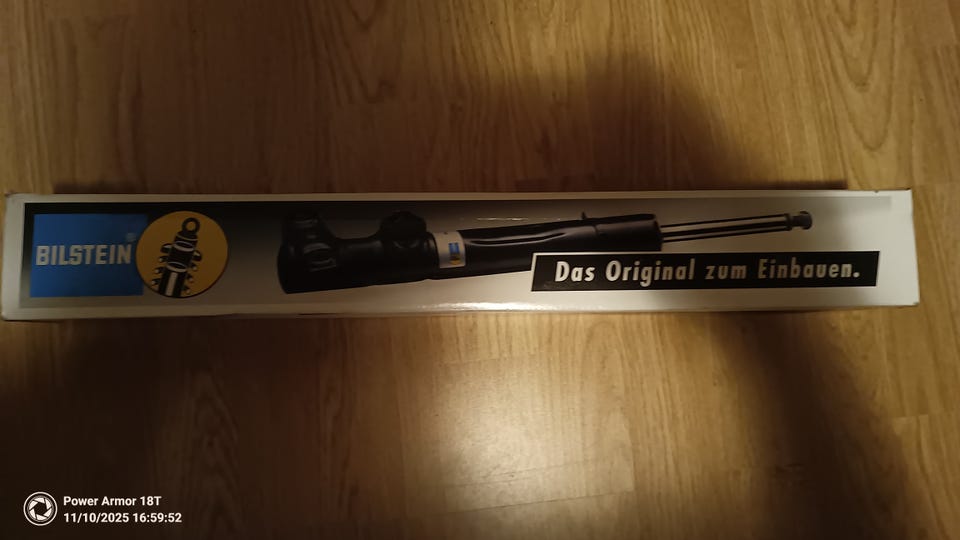 BILSTEIN®
Das Original zum Einbauen.
Power Armor 18T
11/10/2025 16:59:52